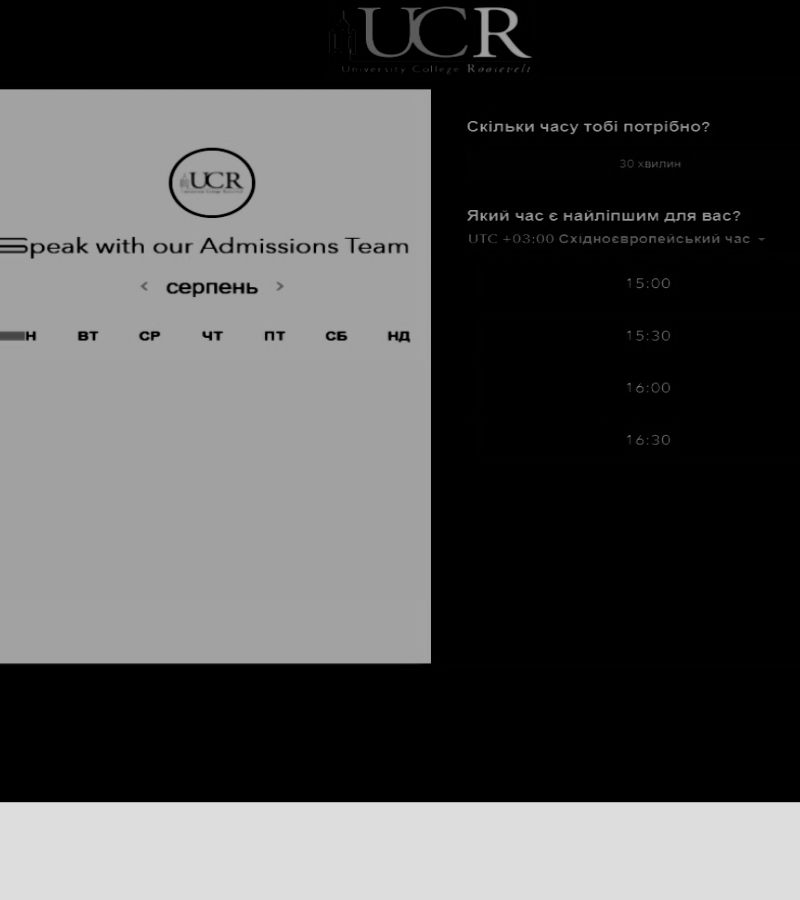 UCR
University College Roosevelt
UCR
Speak with our Admissions Team
серпень
Н ВТ СР ЧТ ПТ СБ НД
Скільки часу тобі потрібно?
30 хвилин
Який час є найліпшим для вас?
UTC +03:00 Східноєвропейський час
15:00
15:30
16:00
16:30